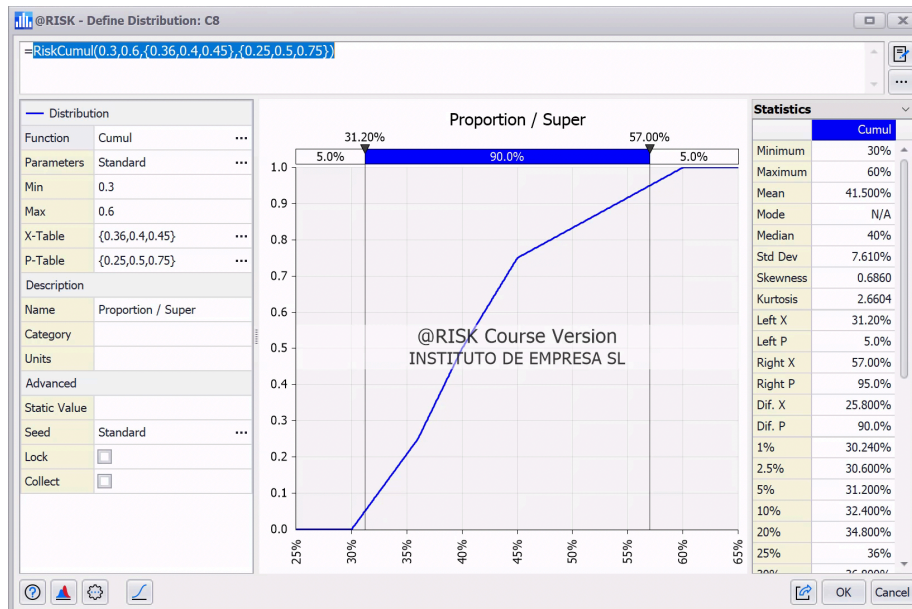 @RISK - Define Distribution: C8
=RiskCumul(0.3,0.6,{0.36,0.4,0.45},{0.25,0.5,0.75})
Distribution
Function Cumul ...
Parameters Standard ...
Min 0.3
Max 0.6
X-Table {0.36,0.4,0.45} ...
P-Table {0.25,0.5,0.75} ...
Description
Name Proportion / Super
Category
Units
Advanced
Static Value
Seed Standard ...
Lock
Collect
Proportion / Super
31.20% 57.00%
5.0% 90.0% 5.0%
1.0
0.9
0.8
0.7
0.6
0.5
0.4
0.3
0.2
0.1
0.0
@RISK Course Version
INSTITUTO DE EMPRESA SL
25% 30% 35% 40% 45% 50% 55% 60% 65%
Statistics
Cumul
Minimum 30%
Maximum 60%
Mean 41.500%
Mode N/A
Median 40%
Std Dev 7.610%
Skewness 0.6860
Kurtosis 2.6604
Left X 31.20%
Left P 5.0%
Right X 57.00%
Right P 95.0%
Dif. X 25.800%
Dif. P 90.0%
1% 30.240%
2.5% 30.600%
5% 31.200%
10% 32.400%
20% 34.800%
25% 36%
OK Cancel